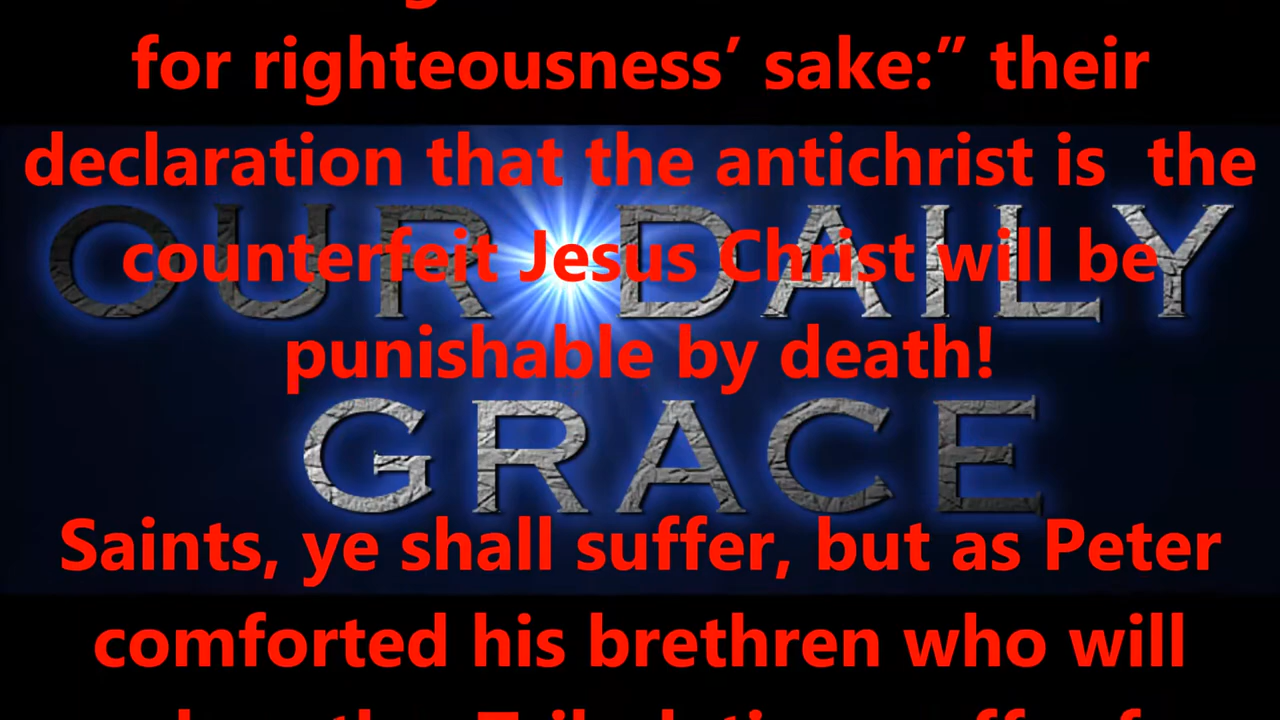 for righteousness’ sake:” their
declaration that the antichrist is  the
OUR DAILY
counterfeit Jesus Christ will be
punishable by death!
GRACE
Saints, ye shall suffer, but as Peter
comforted his brethren who will